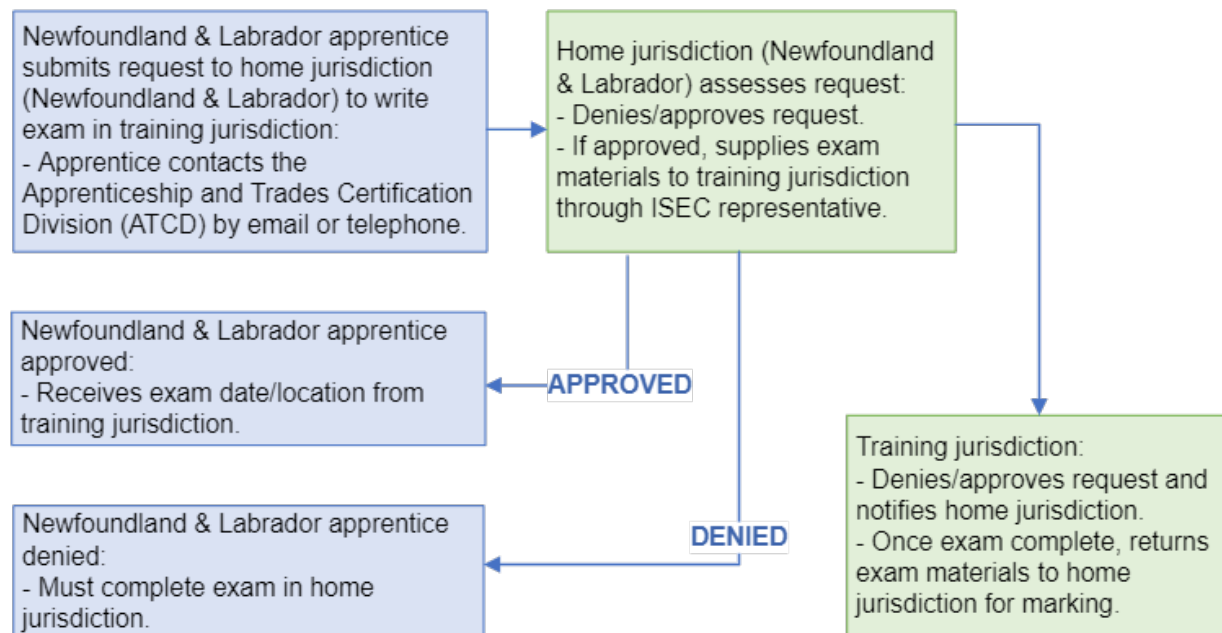 Newfoundland & Labrador apprentice
submits request to home jurisdiction
(Newfoundland & Labrador) to write
exam in training jurisdiction:
- Apprentice contacts the
Apprenticeship and Trades Certification
Division (ATCD) by email or telephone.
Home jurisdiction (Newfoundland
& Labrador) assesses request:
- Denies/approves request.
- If approved, supplies exam
materials to training jurisdiction
through ISEC representative.
Newfoundland & Labrador apprentice
approved:
- Receives exam date/location from
training jurisdiction.
APPROVED
Newfoundland & Labrador apprentice
denied:
- Must complete exam in home
jurisdiction.
DENIED
Training jurisdiction:
- Denies/approves request and
notifies home jurisdiction.
- Once exam complete, returns
exam materials to home
jurisdiction for marking.